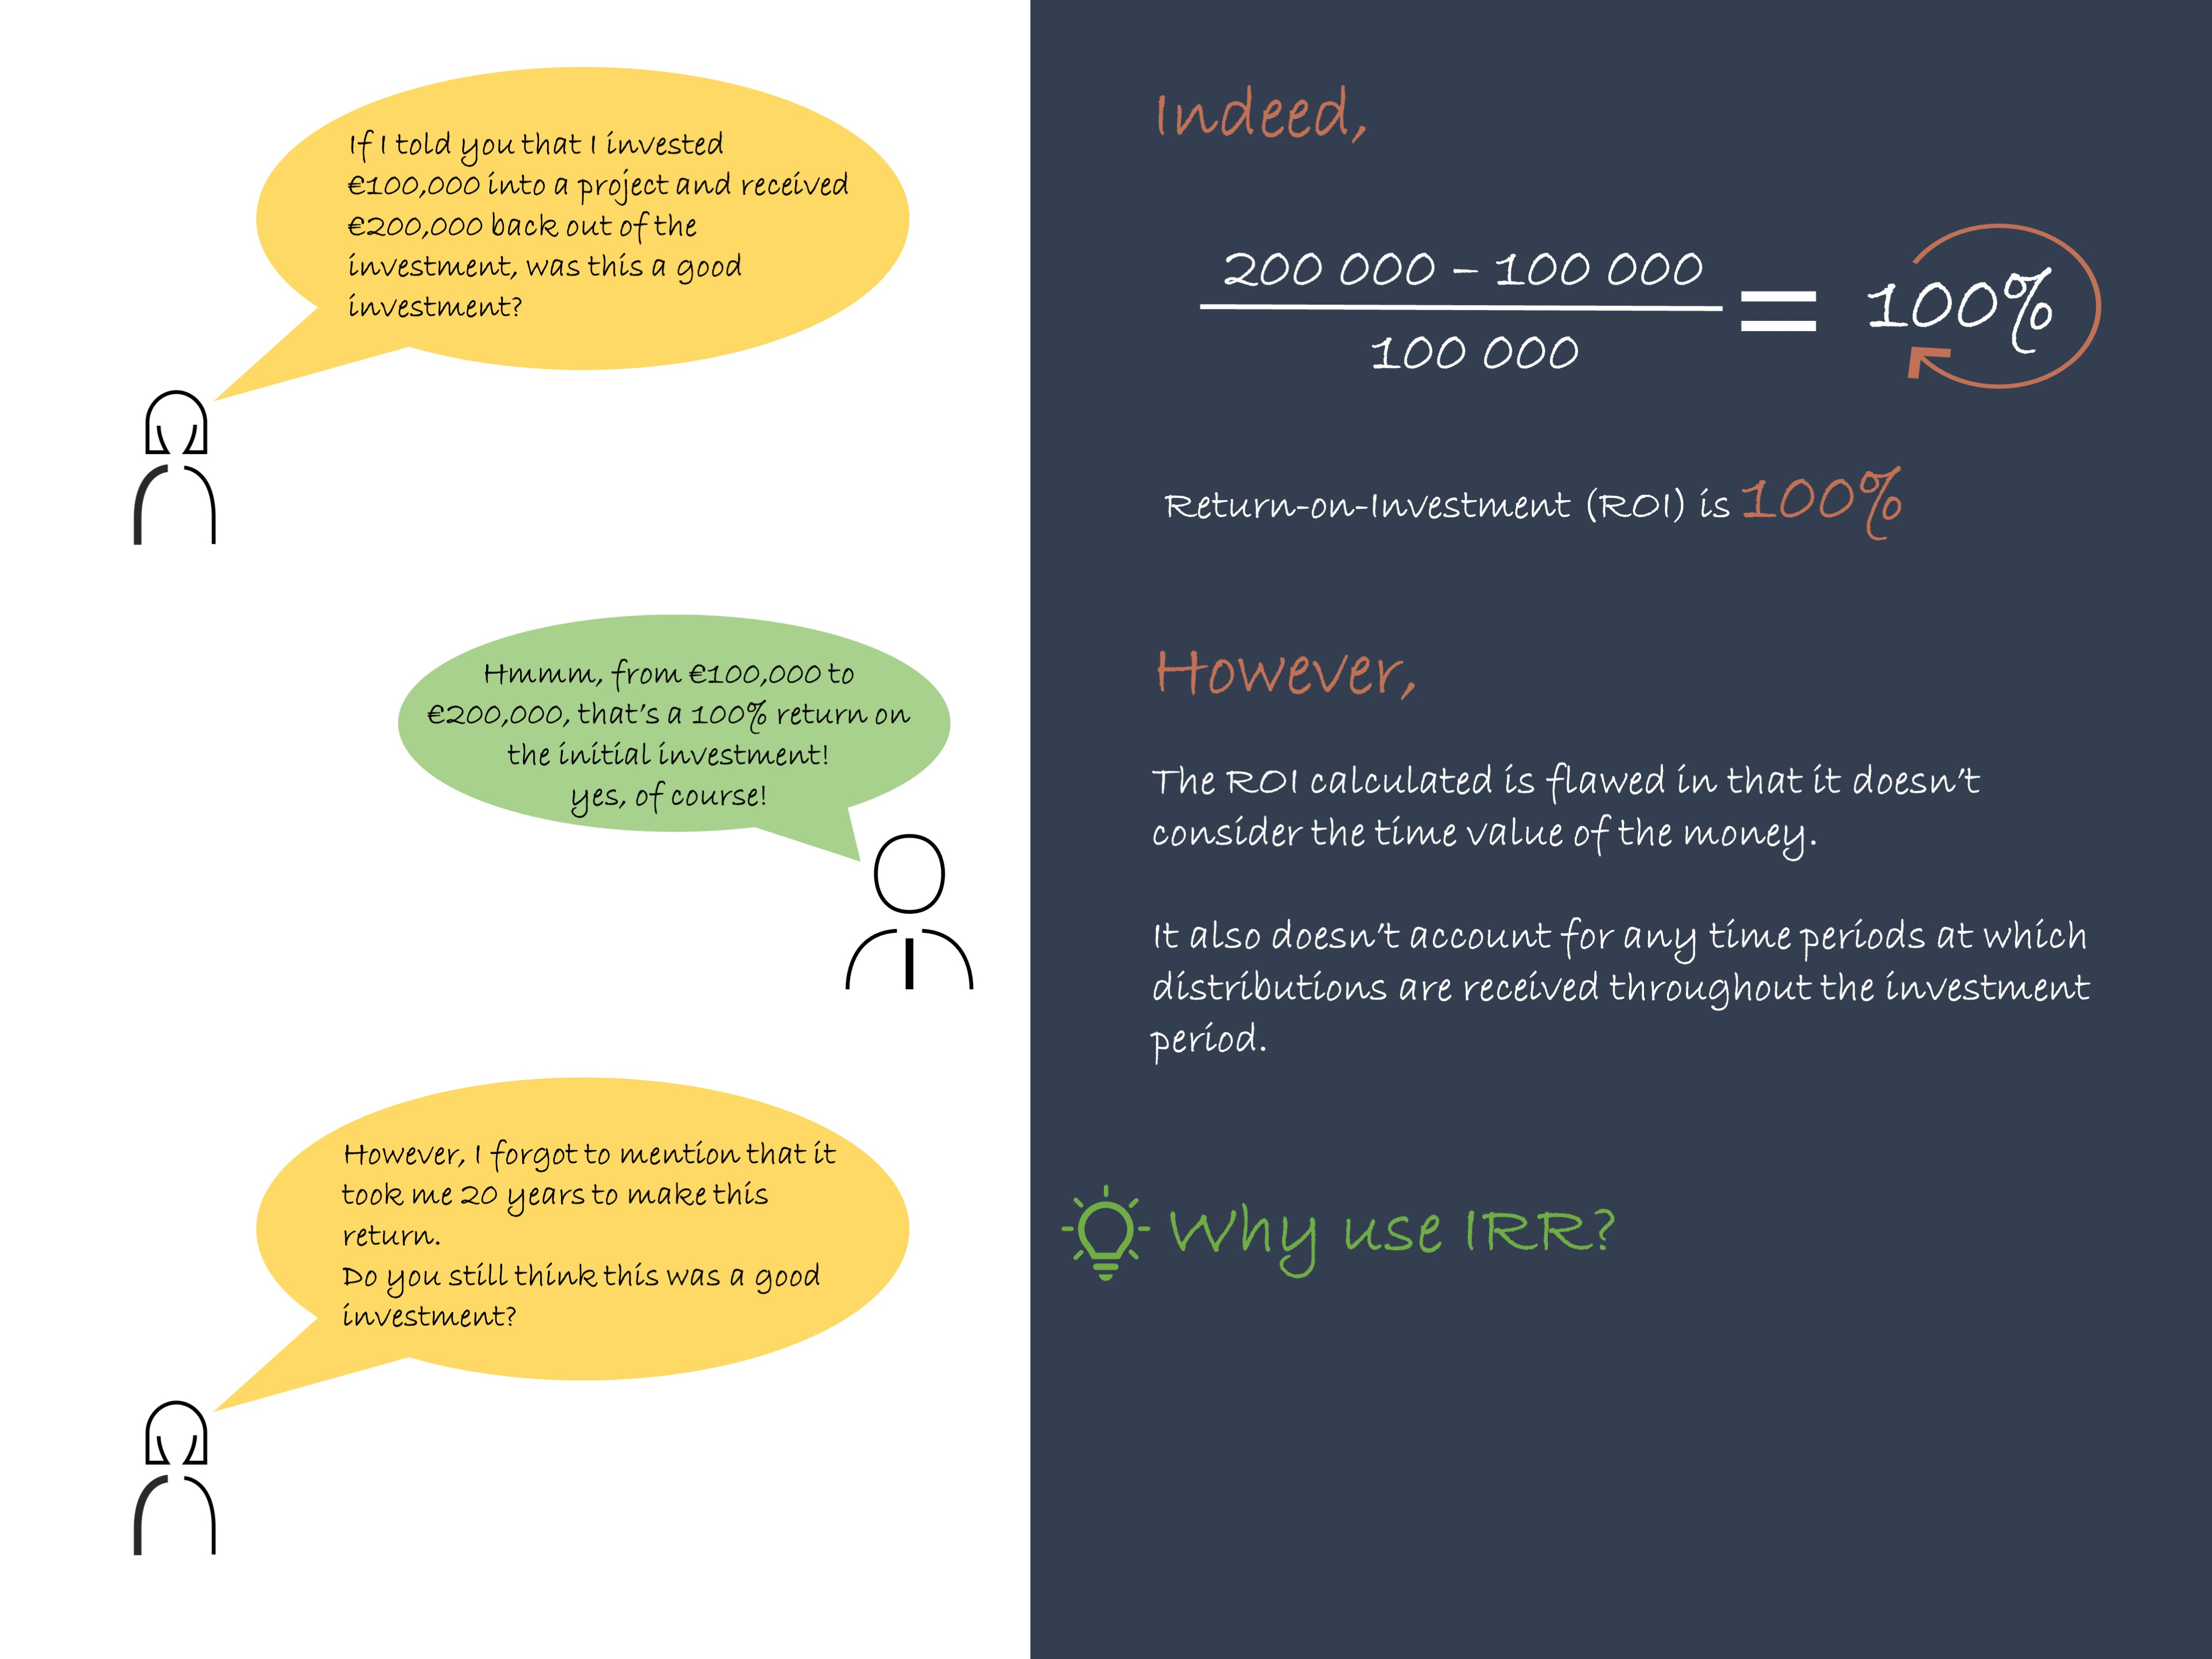 If I told you that I invested
€100,000 into a project and received
€200,000 back out of the
investment, was this a good
investment?
Hmmm, from €100,000 to
€200,000, that's a 100% return on
the initial investment!
yes, of course!
However, I forgot to mention that it
took me 20 years to make this
return.
Do you still think this was a good
investment?
Indeed,
200 000 – 100 000
100 000
= 100%
Return-on-Investment (ROI) is 100%
However,
The ROI calculated is flawed in that it doesn't
consider the time value of the money.
It also doesn't account for any time periods at which
distributions are received throughout the investment
period.
Why use IRR?